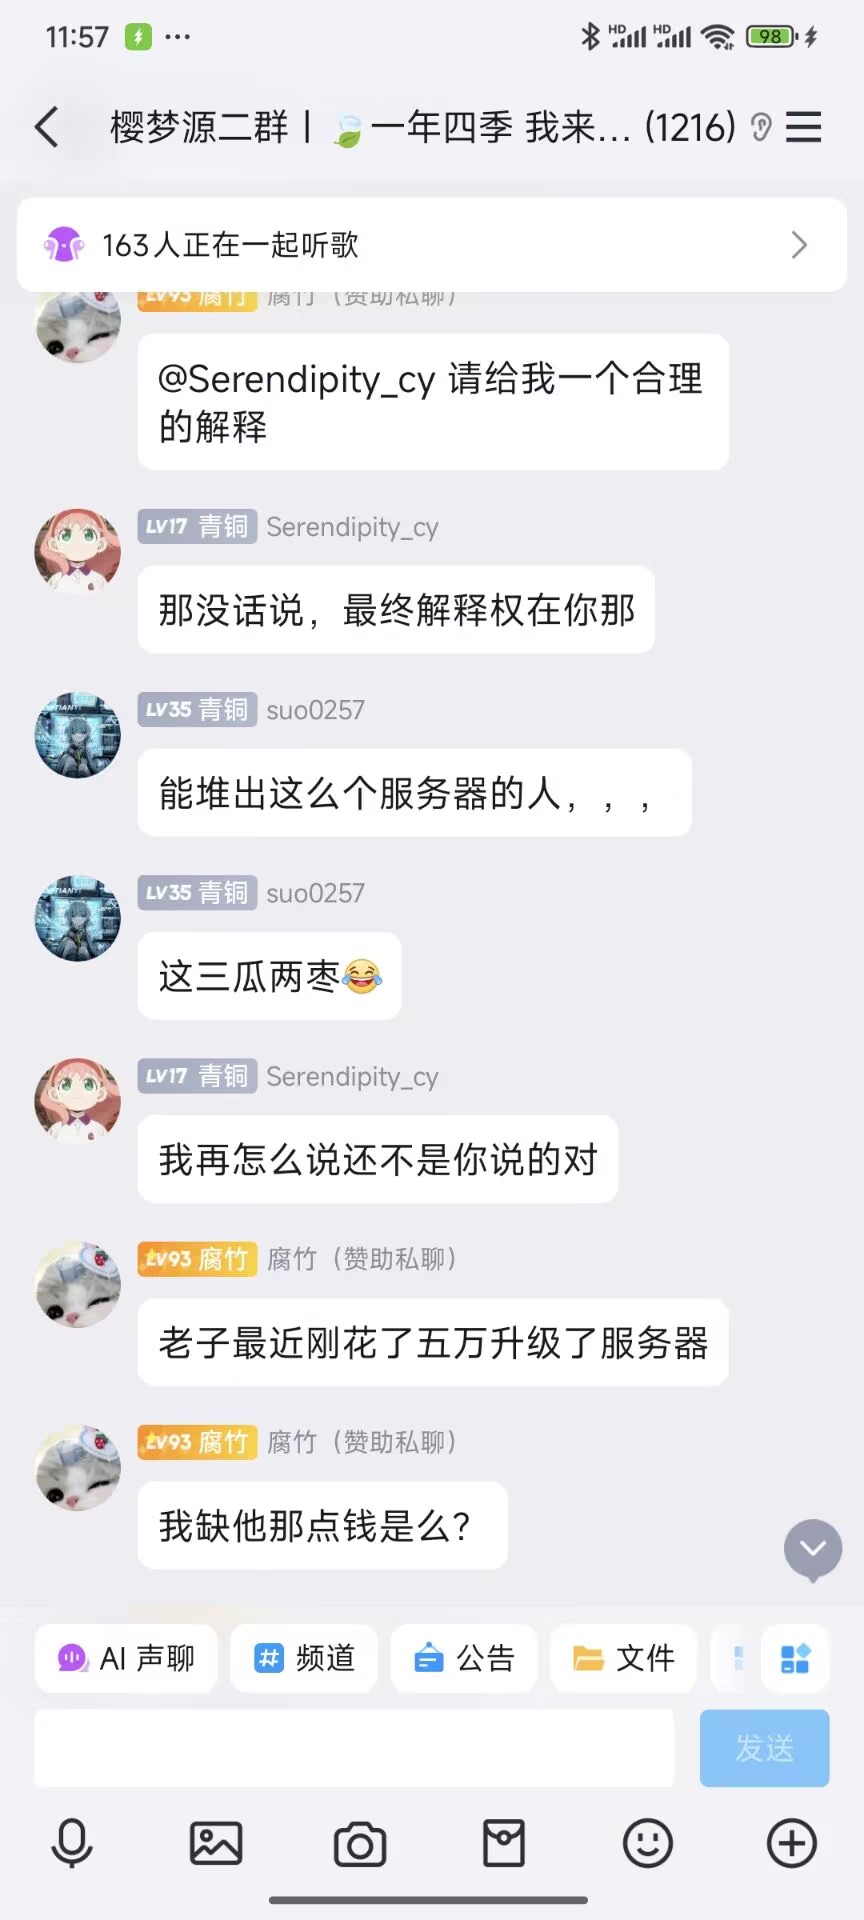 11:57
HD HD 98
樱梦源二群丨🍃一年四季 我来... (1216)
163人正在一起听歌
LV93 腐竹 腐竹（赞助私聊）
@Serendipity_cy 请给我一个合理
的解释
LV17 青铜 Serendipity_cy
那没话说，最终解释权在你那
LV35 青铜 suo0257
能堆出这么个服务器的人，，，
LV35 青铜 suo0257
这三瓜两枣😂
LV17 青铜 Serendipity_cy
我再怎么说还不是你说的对
LV93 腐竹 腐竹（赞助私聊）
老子最近刚花了五万升级了服务器
LV93 腐竹 腐竹（赞助私聊）
我缺他那点钱是么？
AI 声聊 频道 公告 文件
发送